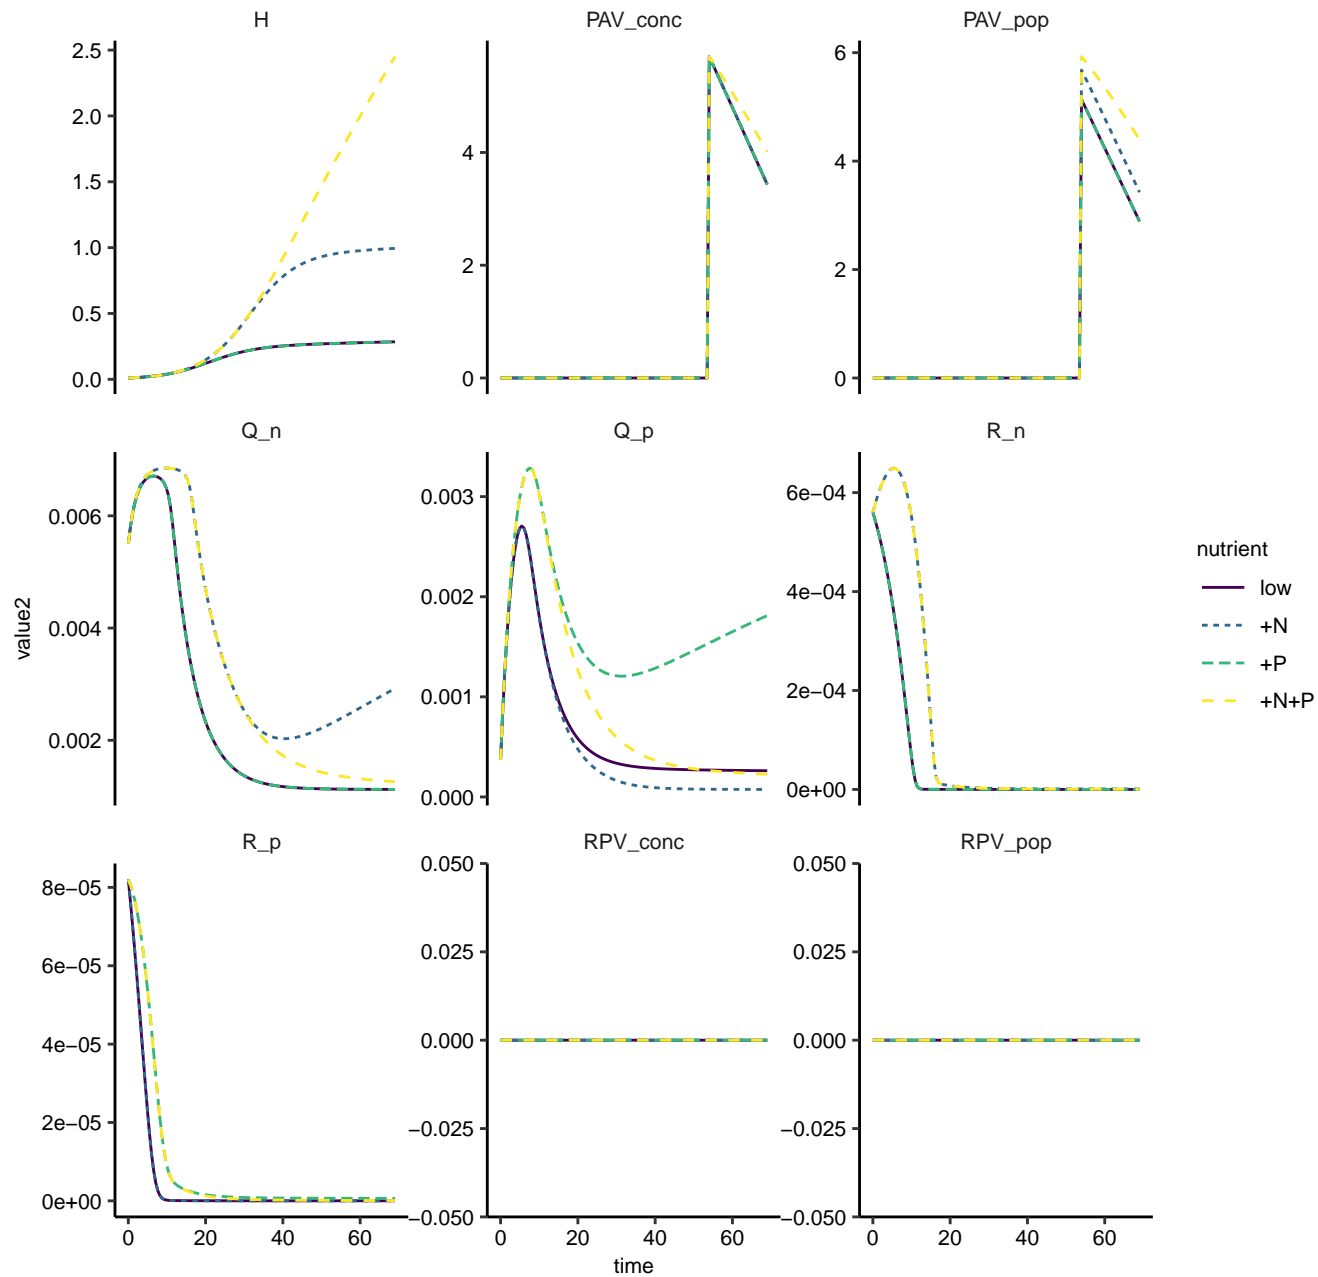 H
PAV_conc
PAV_pop
2.5
2.0
1.5
1.0
0.5
0.0
4
2
0
6
4
2
0
Q_n
Q_p
R_n
0.006
0.004
0.002
0.003
0.002
0.001
0.000
6e−04
4e−04
2e−04
0e+00
R_p
RPV_conc
RPV_pop
8e−05
6e−05
4e−05
2e−05
0e+00
0.050
0.025
0.000
−0.025
−0.050
0.050
0.025
0.000
−0.025
−0.050
0 20 40 60
0 20 40 60
0 20 40 60
time
value2
nutrient
low
+N
+P
+N+P